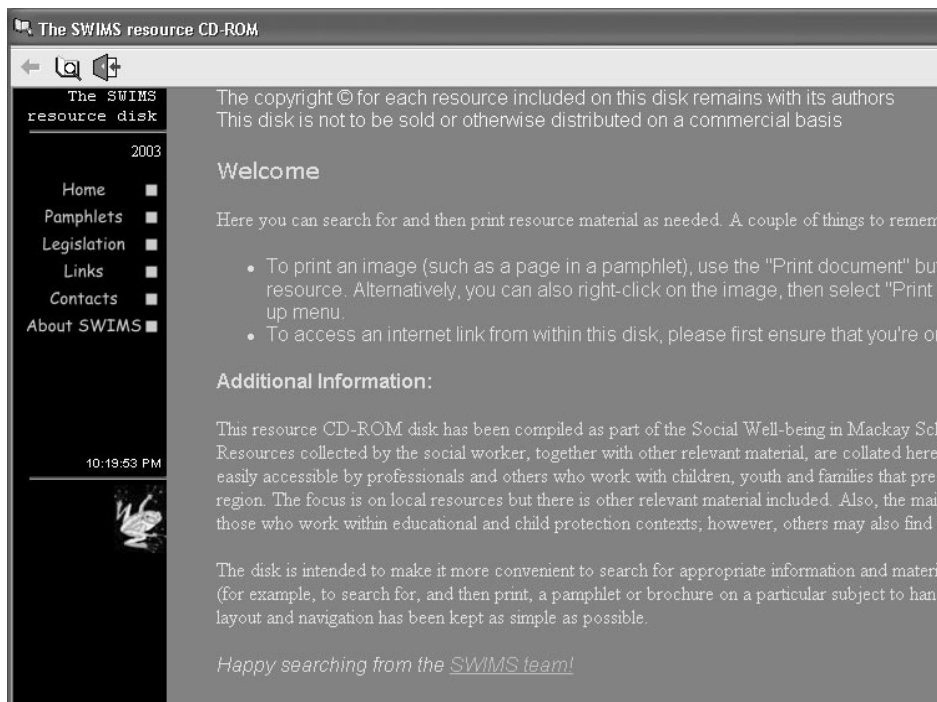 The SWIMS resource CD-ROM
The SWIMS
resource disk
2003
Home
Pamphlets
Legislation
Links
Contacts
About SWIMS
10:19:53 PM
The copyright © for each resource included on this disk remains with its authors
This disk is not to be sold or otherwise distributed on a commercial basis
Welcome
Here you can search for and then print resource material as needed. A couple of things to remem
• To print an image (such as a page in a pamphlet), use the "Print document" bu
resource. Alternatively, you can also right-click on the image, then select "Print
up menu.
• To access an internet link from within this disk, please first ensure that you're o
Additional Information:
This resource CD-ROM disk has been compiled as part of the Social Well-being in Mackay Sc
Resources collected by the social worker, together with other relevant material, are collated here
easily accessible by professionals and others who work with children, youth and families that pre
region. The focus is on local resources but there is other relevant material included. Also, the mai
those who work within educational and child protection contexts; however, others may also find
The disk is intended to make it more convenient to search for appropriate information and materi
(for example, to search for, and then print, a pamphlet or brochure on a particular subject to han
layout and navigation has been kept as simple as possible.
Happy searching from the SWIMS team!